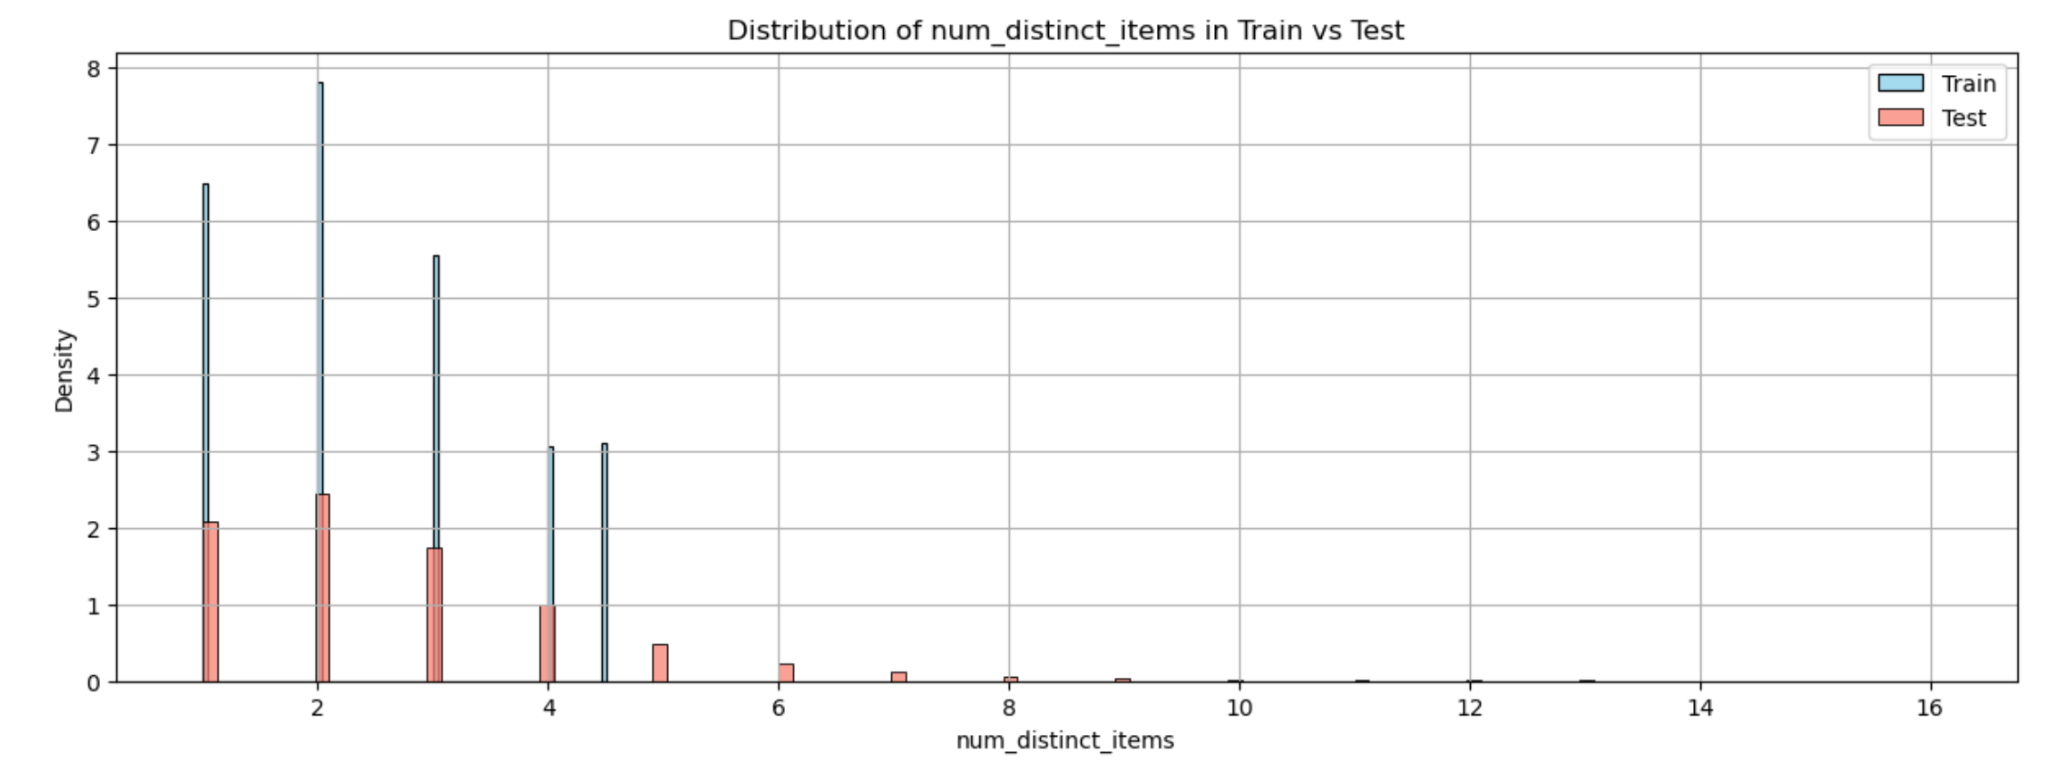 Distribution of num_distinct_items in Train vs Test
Train
Test
Density
8
7
6
5
4
3
2
1
0
2 4 6 8 10 12 14 16
num_distinct_items